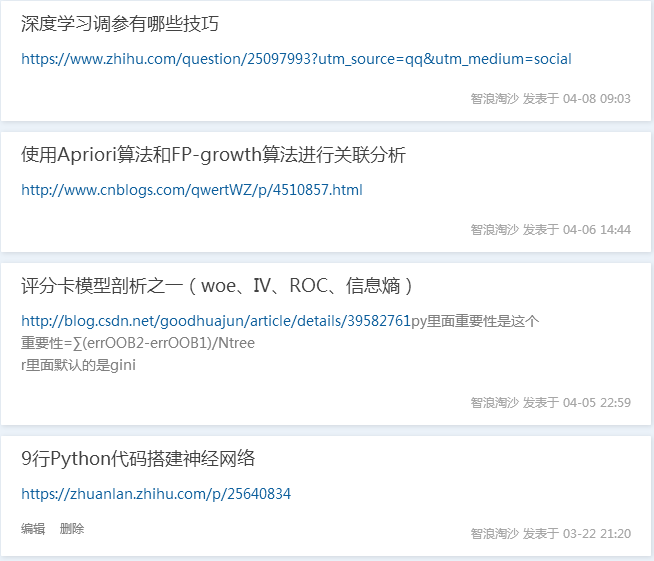 深度学习调参有哪些技巧
https://www.zhihu.com/question/25097993?utm_source=qq&utm_medium=social
智浪淘沙 发表于 04-08 09:03
使用Apriori算法和FP-growth算法进行关联分析
http://www.cnblogs.com/qwertWZ/p/4510857.html
智浪淘沙 发表于 04-06 14:44
评分卡模型剖析之一（woe、IV、ROC、信息熵）
http://blog.csdn.net/goodhuajun/article/details/39582761py里面重要性是这个
重要性=∑(errOOB2-errOOB1)/Ntree
r里面默认的是gini
智浪淘沙 发表于 04-05 22:59
9行Python代码搭建神经网络
https://zhuanlan.zhihu.com/p/25640834
编辑 删除 智浪淘沙 发表于 03-22 21:20